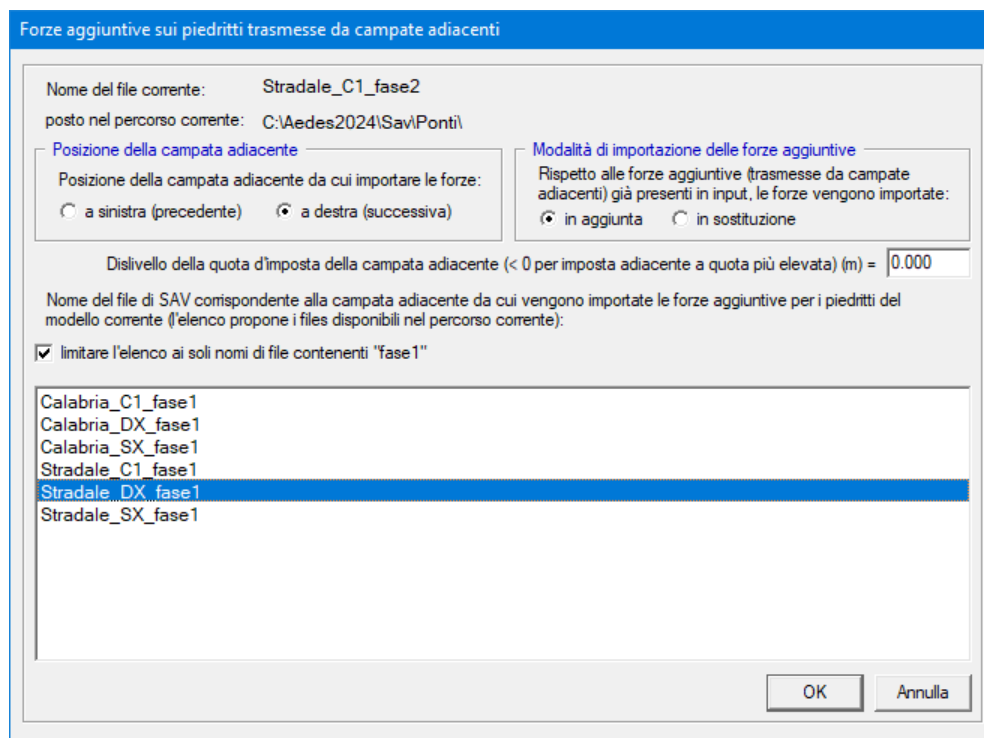 Forze aggiuntive sui piedritti trasmesse da campate adiacenti
Nome del file corrente: Stradale_C1_fase2
posto nel percorso corrente: C:\Aedes2024\Sav\Ponti\
Posizione della campata adiacente
Posizione della campata adiacente da cui importare le forze:
a sinistra (precedente) a destra (successiva)
Modalità di importazione delle forze aggiuntive
Rispetto alle forze aggiuntive (trasmesse da campate
adiacenti) già presenti in input, le forze vengono importate:
in aggiunta in sostituzione
Dislivello della quota d'imposta della campata adiacente (< 0 per imposta adiacente a quota più elevata) (m) = 0.000
Nome del file di SAV corrispondente alla campata adiacente da cui vengono importate le forze aggiuntive per i piedritti del
modello corrente (l'elenco propone i files disponibili nel percorso corrente):
limitare l'elenco ai soli nomi di file contenenti "fase1"
Calabria_C1_fase1
Calabria_DX_fase1
Calabria_SX_fase1
Stradale_C1_fase1
Stradale_DX_fase1
Stradale_SX_fase1
OK Annulla